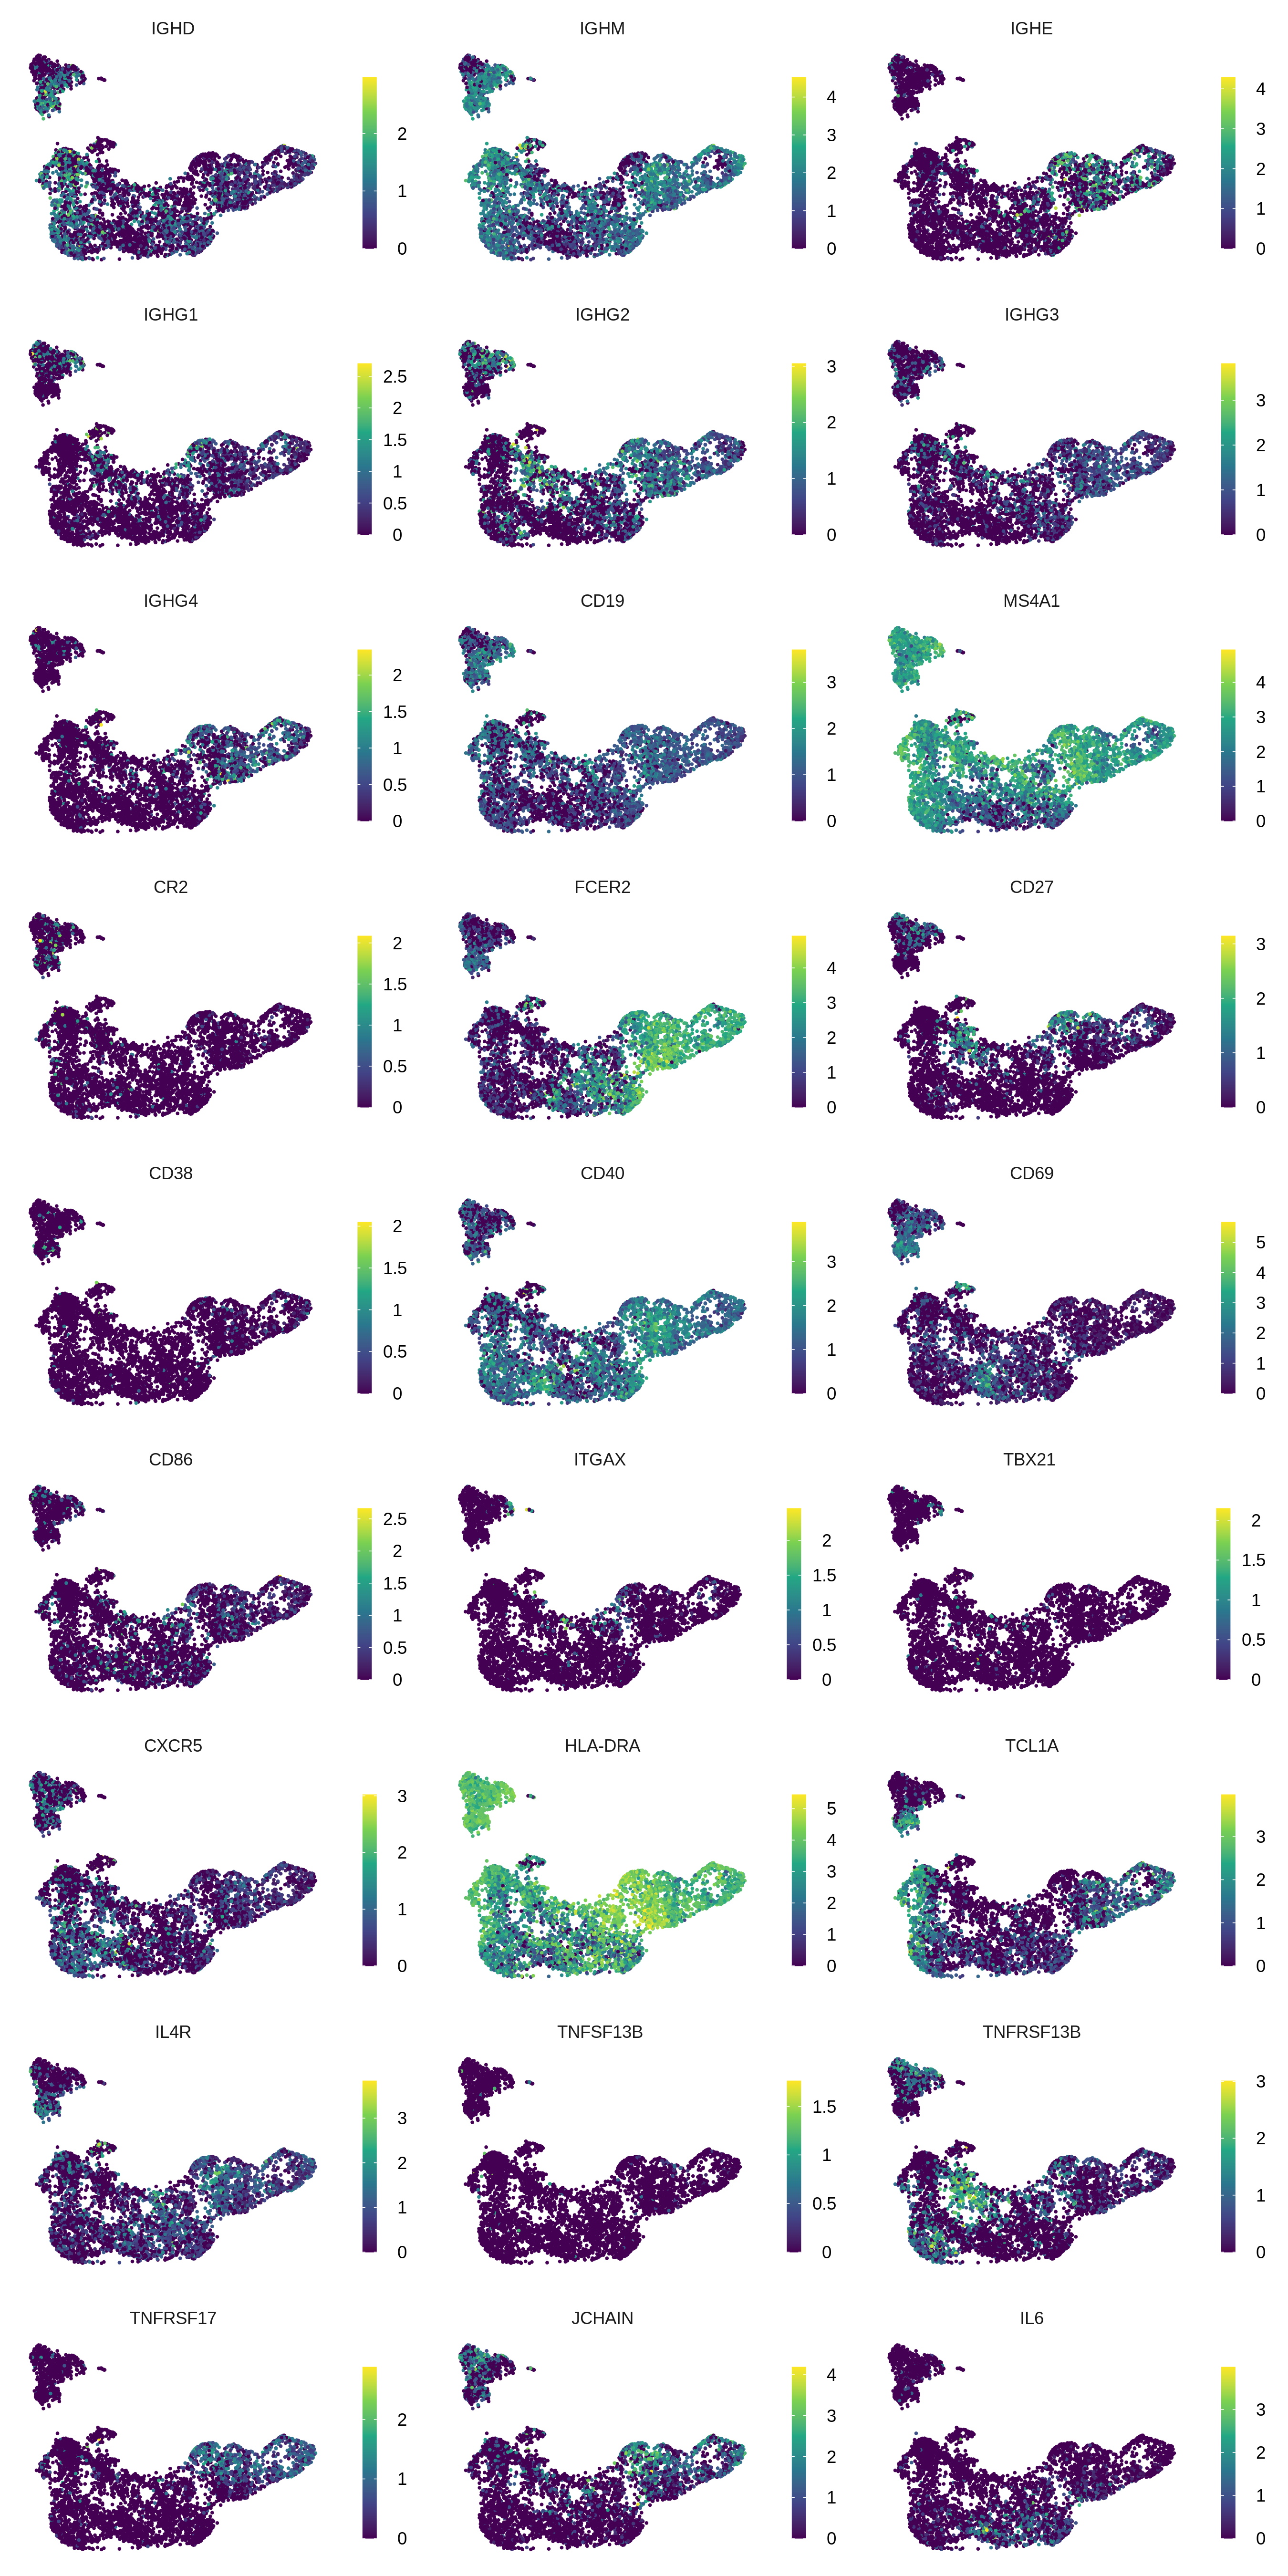 IGHD IGHM IGHE
2 4 4
1 3 3
0 2 2
1 1
0 0
IGHG1 IGHG2 IGHG3
2.5 3 3
2 2 2
1.5 1 1
1 0 0
0.5
0
IGHG4 CD19 MS4A1
2 3 4
1.5 2 3
1 1 2
0.5 0 1
0 0
CR2 FCER2 CD27
2 4 3
1.5 3 2
1 2 1
0.5 1 0
0 0
CD38 CD40 CD69
2 3 5
1.5 2 4
1 1 3
0.5 0 2
0 1
0
CD86 ITGAX TBX21
2.5 2 2
2 1.5 1.5
1.5 1 1
1 0.5 0.5
0.5 0 0
0
CXCR5 HLA-DRA TCL1A
3 5 3
2 4 2
1 3 1
0 2 0
1
0
IL4R TNFSF13B TNFRSF13B
3 1.5 3
2 1 2
1 0.5 1
0 0 0
TNFRSF17 JCHAIN IL6
2 4 3
1 3 2
0 2 1
1 0
0